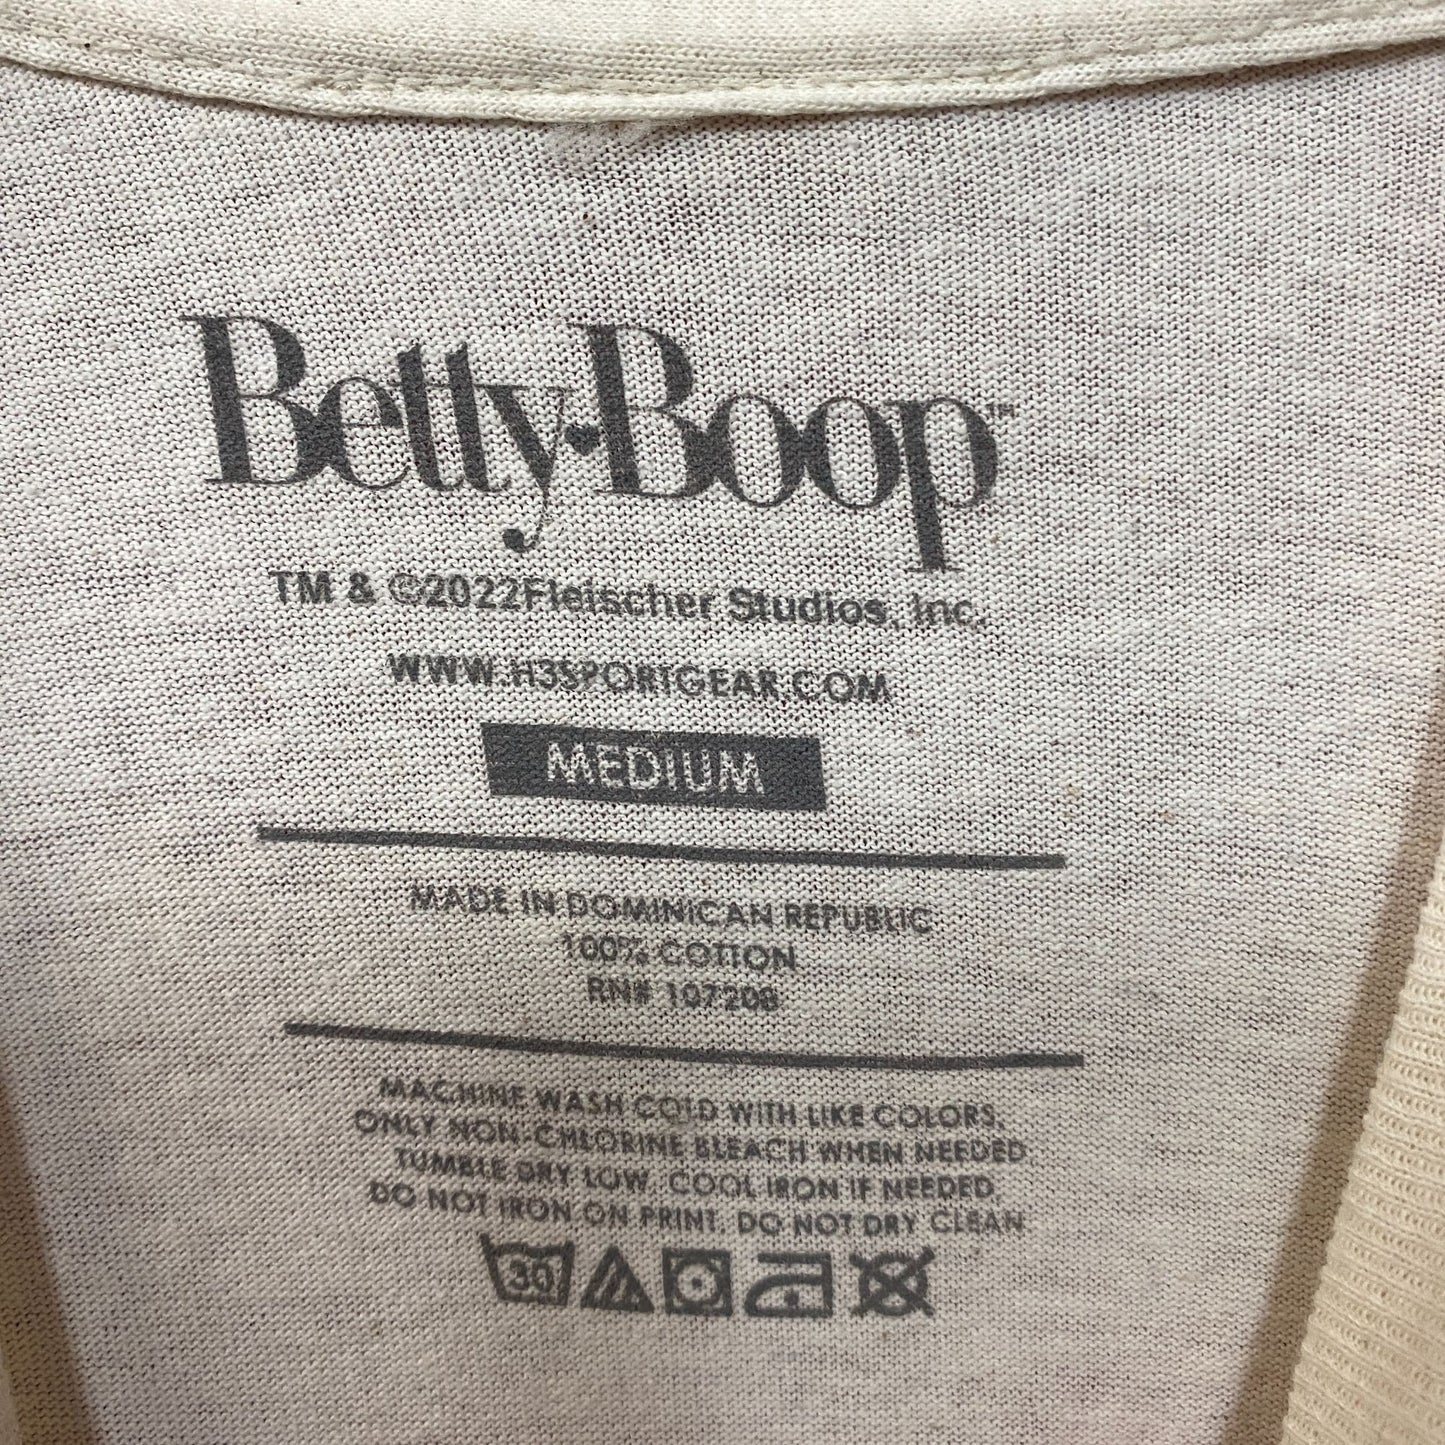 Betty♥Boop™
TM & ©2022Fleischer Studios, Inc.
WWW.H3SPORTGEAR.COM
MEDIUM
MADE IN DOMINICAN REPUBLIC
100% COTTON
RN# 107208
MACHINE WASH COLD WITH LIKE COLORS,
ONLY NON-CHLORINE BLEACH WHEN NEEDED,
TUMBLE DRY LOW, COOL IRON IF NEEDED,
DO NOT IRON ON PRINT. DO NOT DRY CLEAN
30